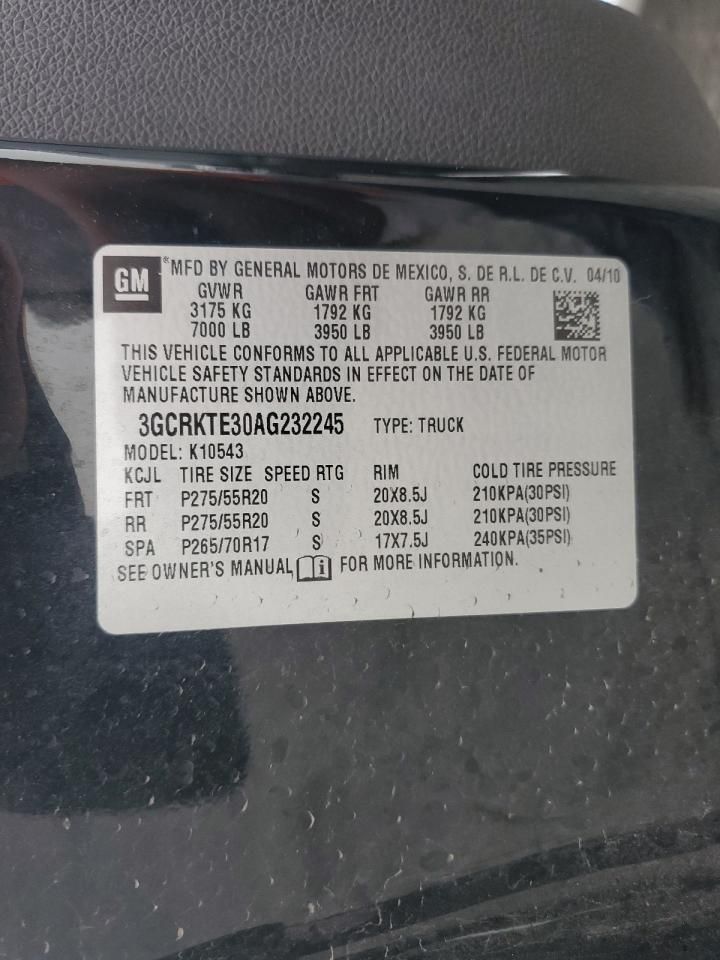 GM
®MFD BY GENERAL MOTORS DE MEXICO, S. DE R.L. DE C.V. 04/10
GVWR GAWR FRT GAWR RR
3175 KG 1792 KG 1792 KG
7000 LB 3950 LB 3950 LB
THIS VEHICLE CONFORMS TO ALL APPLICABLE U.S. FEDERAL MOTOR
VEHICLE SAFETY STANDARDS IN EFFECT ON THE DATE OF
MANUFACTURE SHOWN ABOVE.
3GCRKTE30AG232245 TYPE: TRUCK
MODEL: K10543
KCJL TIRE SIZE SPEED RTG RIM COLD TIRE PRESSURE
FRT P275/55R20 S 20X8.5J 210KPA(30PSI)
RR P275/55R20 S 20X8.5J 210KPA(30PSI)
SPA P265/70R17 S 17X7.5J 240KPA(35PSI)
SEE OWNER'S MANUAL i FOR MORE INFORMATION.